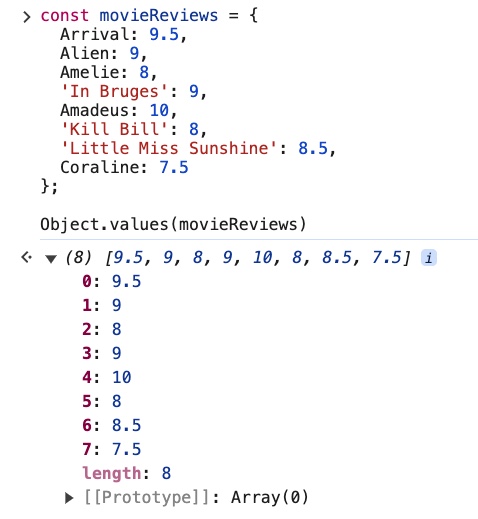 > const movieReviews = {
Arrival: 9.5,
Alien: 9,
Amelie: 8,
'In Bruges': 9,
Amadeus: 10,
'Kill Bill': 8,
'Little Miss Sunshine': 8.5,
Coraline: 7.5
};
Object.values(movieReviews)
(8) [9.5, 9, 8, 9, 10, 8, 8.5, 7.5] i
0: 9.5
1: 9
2: 8
3: 9
4: 10
5: 8
6: 8.5
7: 7.5
length: 8
[[Prototype]]: Array(0)